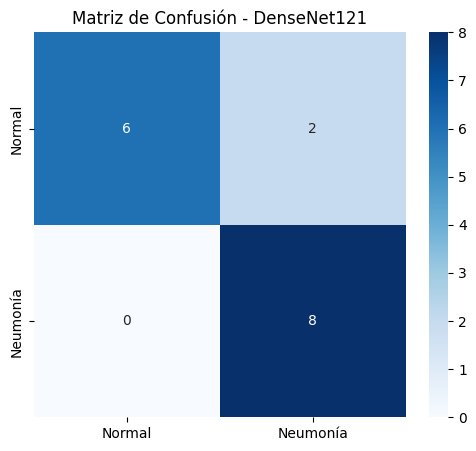 Matriz de Confusión - DenseNet121
Normal
6
2
Neumonía
0
8
Normal
Neumonía
8
7
6
5
4
3
2
1
0